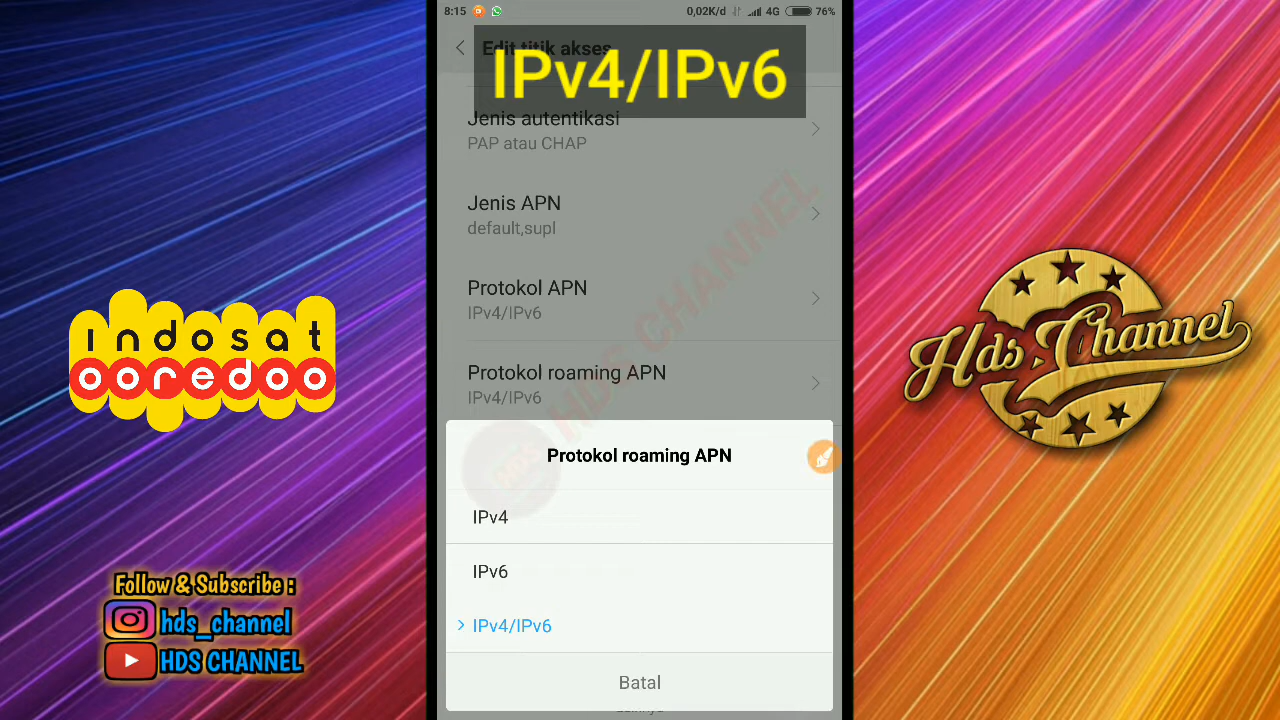 8:15
0,02K/d
4G
76%
Edit titik akses
IPv4/IPv6
Jenis autentikasi
PAP atau CHAP
Jenis APN
default,supl
Protokol APN
IPv4/IPv6
Protokol roaming APN
IPv4/IPv6
HDS CHANNEL
Protokol roaming APN
IPv4
IPv6
IPv4/IPv6
Batal
indosat
ooredoo
Hds Channel
Follow & Subscribe :
hds_channel
HDS CHANNEL